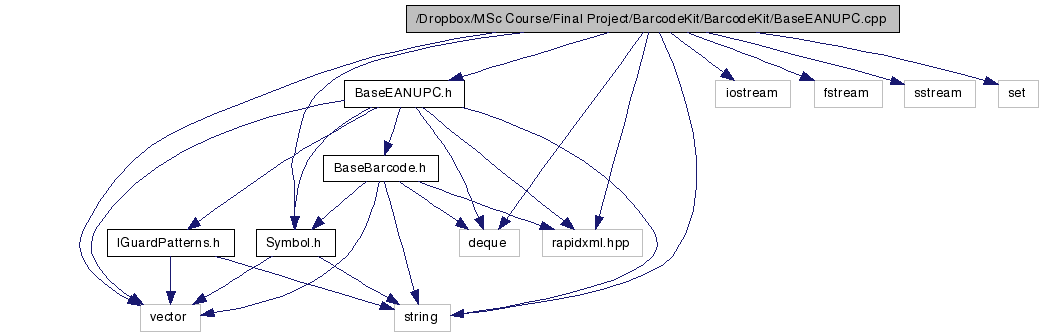 /Dropbox/MSc Course/Final Project/BarcodeKit/BarcodeKit/BaseEANUPC.cpp
BaseEANUPC.h
iostream
fstream
sstream
set
BaseBarcode.h
IGuardPatterns.h
Symbol.h
deque
rapidxml.hpp
vector
string